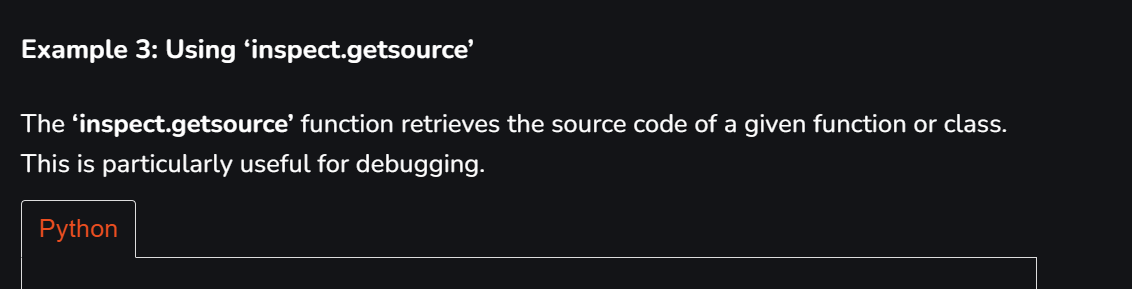 Example 3: Using ‘inspect.getsource’
The ‘inspect.getsource’ function retrieves the source code of a given function or class.
This is particularly useful for debugging.
Python